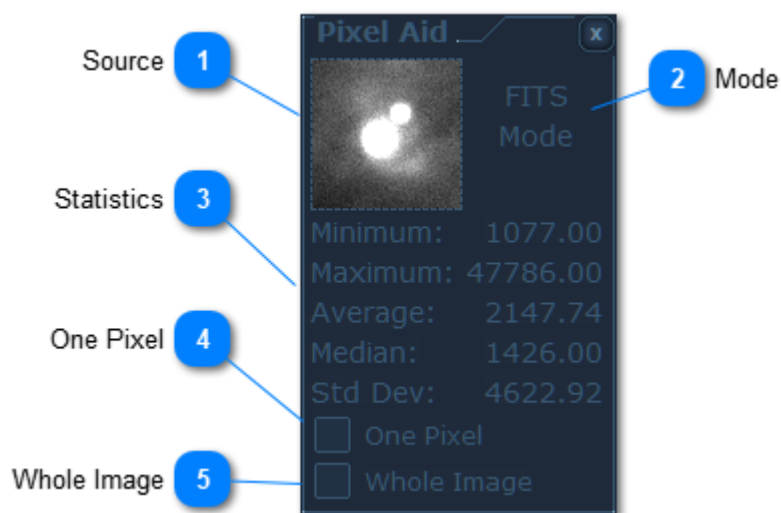 Pixel Aid
x
Source 1
FITS
Mode
2 Mode
Statistics 3
Minimum: 1077.00
Maximum: 47786.00
Average: 2147.74
Median: 1426.00
Std Dev: 4622.92
One Pixel 4
One Pixel
Whole Image 5
Whole Image